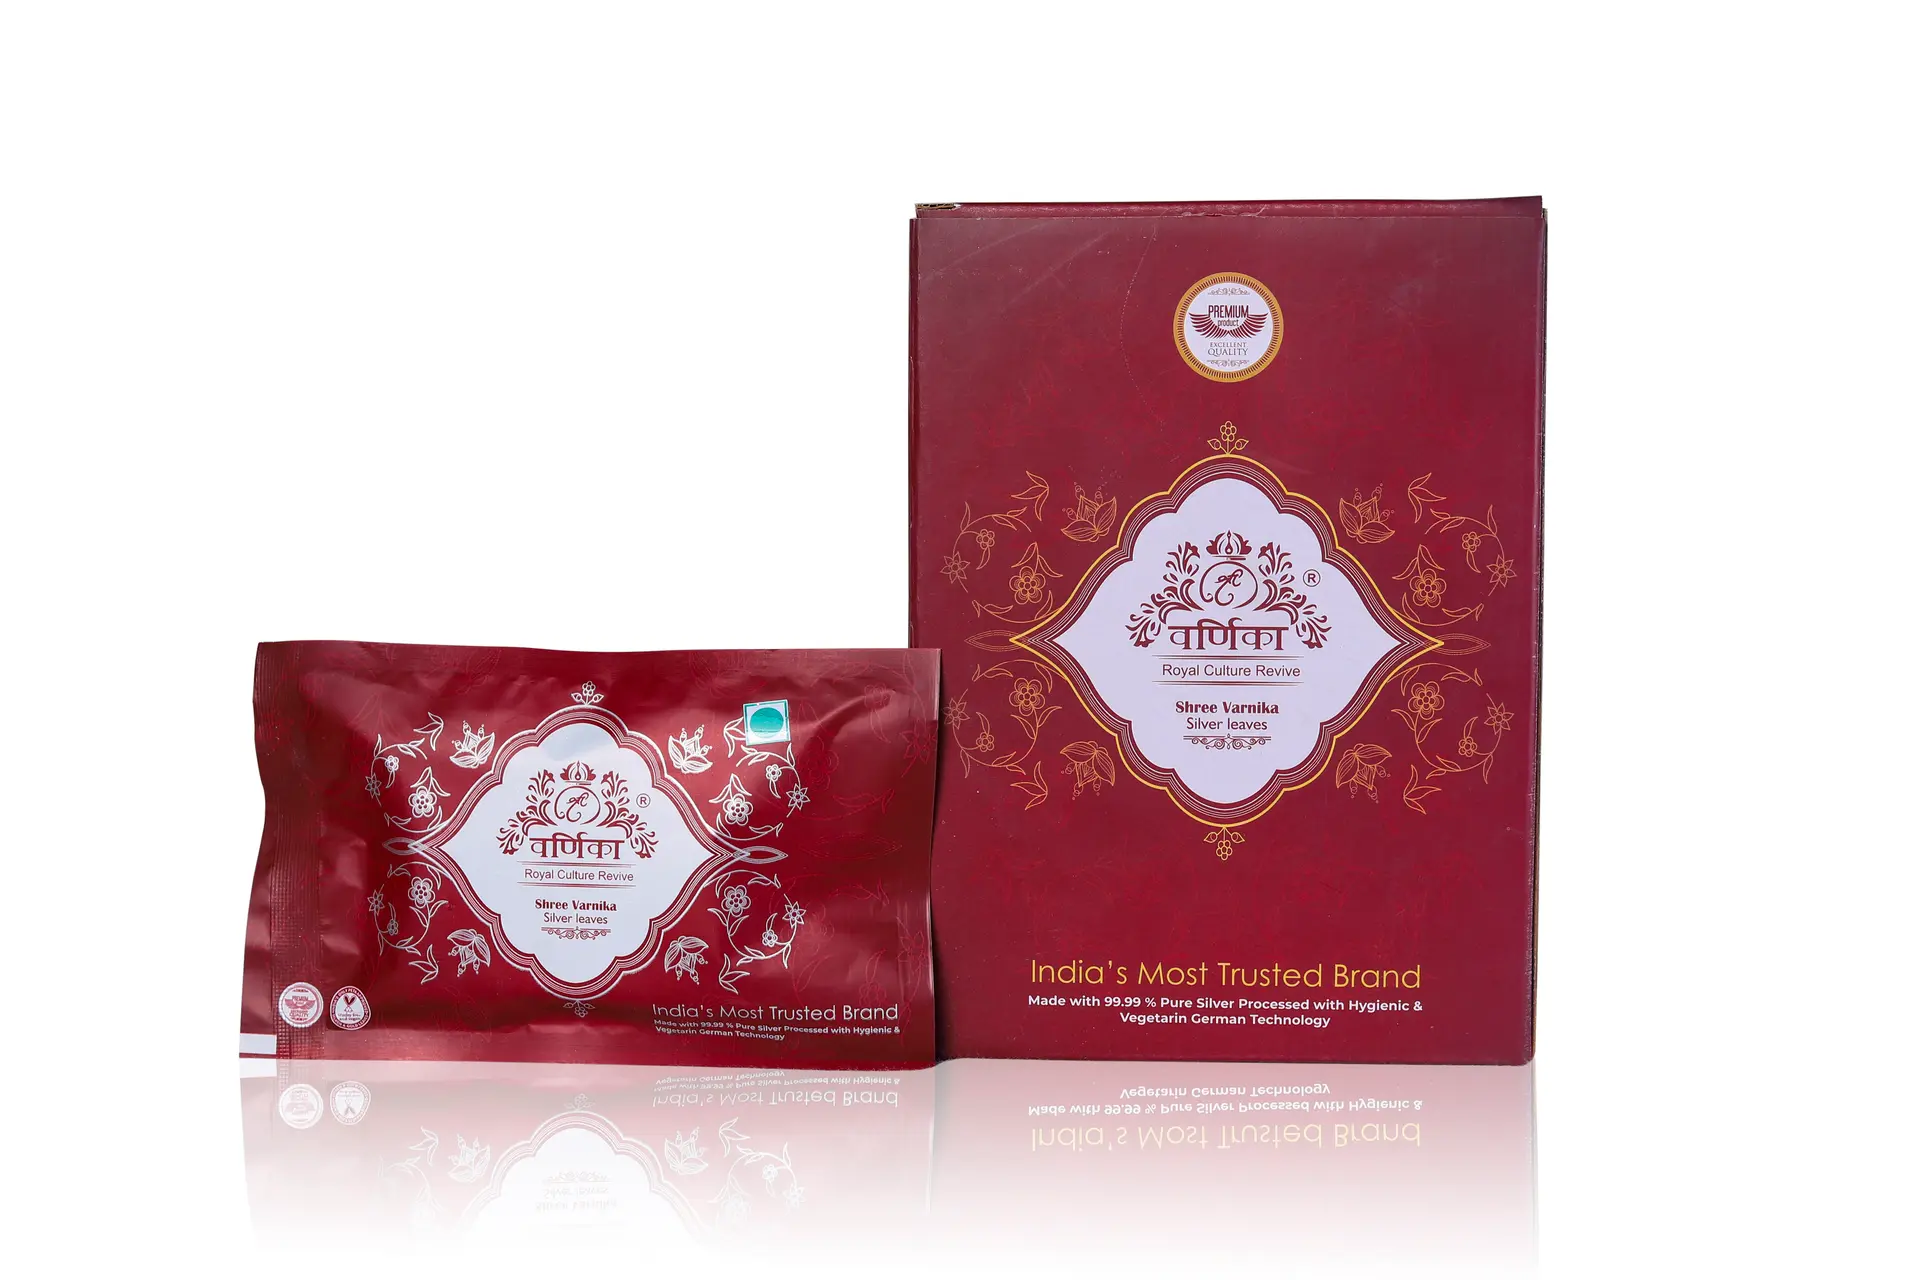 वर्णिका
®
Royal Culture Revive
Shree Varnika
Silver leaves
PREMIUM
QUALITY
India's Most Trusted Brand
Made with 99.99 % Pure Silver Processed with Hygienic &
Vegetarin German Technology
PREMIUM
product
EXCELLENT
QUALITY
वर्णिका
®
Royal Culture Revive
Shree Varnika
Silver leaves
India's Most Trusted Brand
Made with 99.99 % Pure Silver Processed with Hygienic &
Vegetarin German Technology